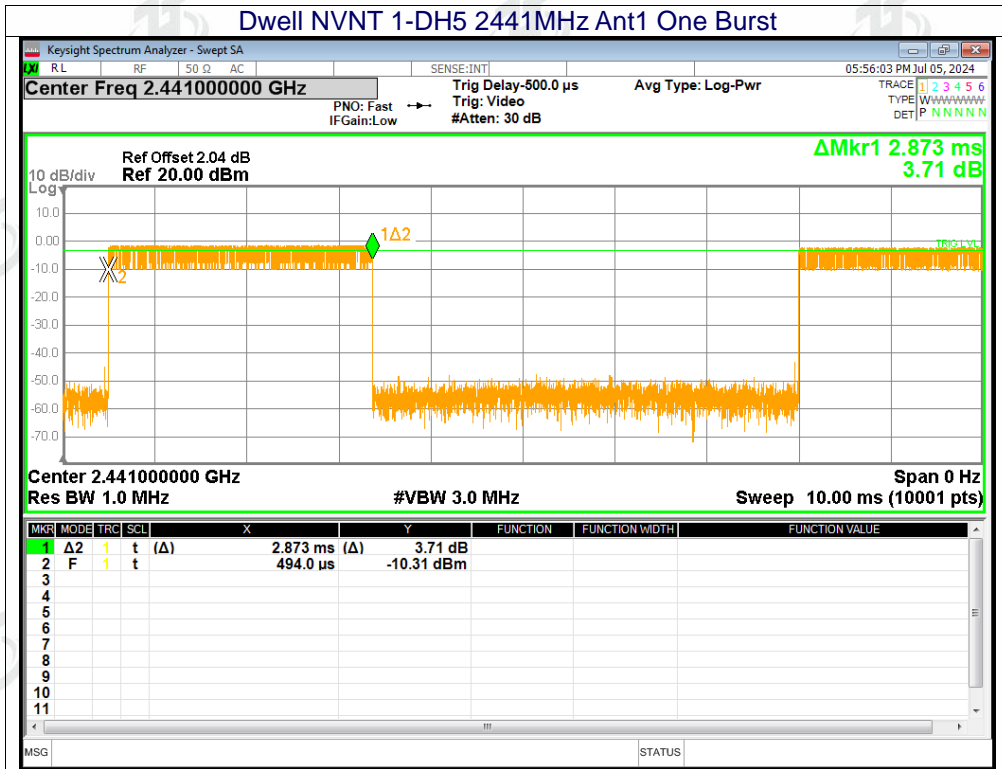 Dwell NVNT 1-DH5 2441MHz Ant1 One Burst
Keysight Spectrum Analyzer - Swept SA
LXI RL RF 50 Ω AC SENSE:INT 05:56:03 PM Jul 05, 2024
Center Freq 2.441000000 GHz Trig Delay-500.0 µs Avg Type: Log-Pwr TRACE 1 2 3 4 5 6
PNO: Fast Trig: Video TYPE WWWWWWW
IFGain:Low #Atten: 30 dB DET P N N N N N
ΔMkr1 2.873 ms
3.71 dB
Ref Offset 2.04 dB
10 dB/div Ref 20.00 dBm
Log
10.0
0.00
-10.0
-20.0
-30.0
-40.0
-50.0
-60.0
-70.0
1Δ2
2
TRIG LVL
Center 2.441000000 GHz Span 0 Hz
Res BW 1.0 MHz #VBW 3.0 MHz Sweep 10.00 ms (10001 pts)
MKR MODE TRC SCL X Y FUNCTION FUNCTION WIDTH FUNCTION VALUE
1 Δ2 1 t (Δ) 2.873 ms (Δ) 3.71 dB
2 F 1 t 494.0 µs -10.31 dBm
3
4
5
6
7
8
9
10
11
MSG STATUS